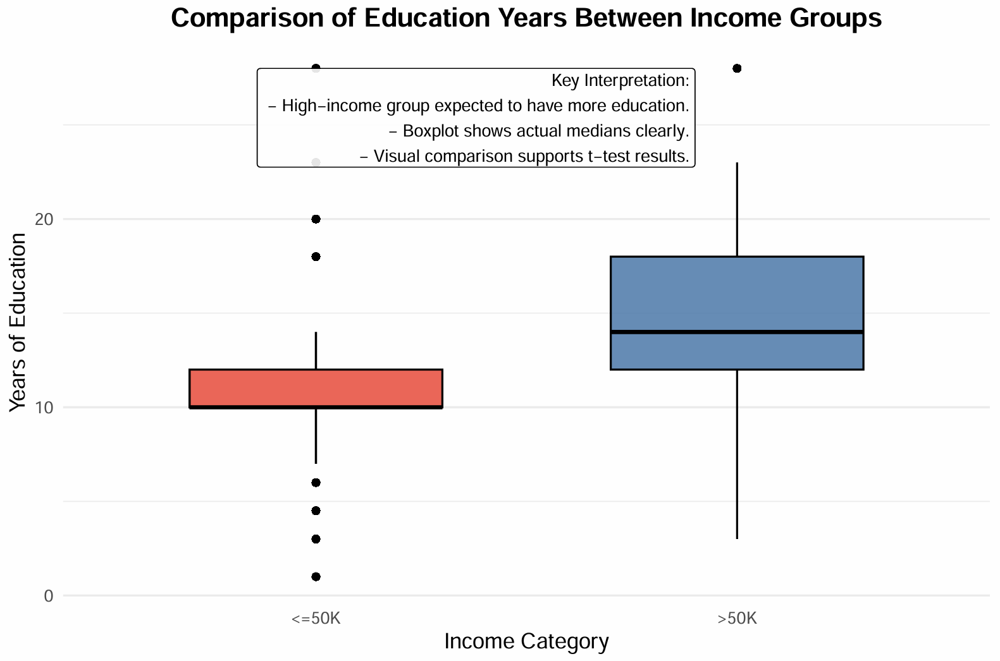 Comparison of Education Years Between Income Groups
Key Interpretation:
– High–income group expected to have more education.
– Boxplot shows actual medians clearly.
– Visual comparison supports t–test results.
Years of Education
20
10
0
<=50K
>50K
Income Category